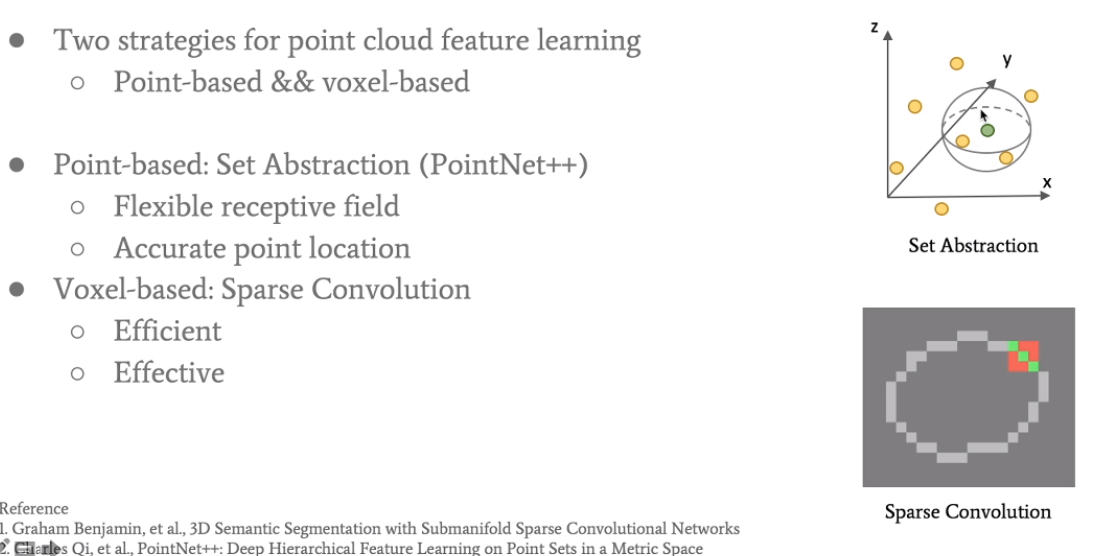 Two strategies for point cloud feature learning
Point-based && voxel-based
Point-based: Set Abstraction (PointNet++)
Flexible receptive field
Accurate point location
Voxel-based: Sparse Convolution
Efficient
Effective
z
y
x
Set Abstraction
Sparse Convolution
Reference
1. Graham Benjamin, et al., 3D Semantic Segmentation with Submanifold Sparse Convolutional Networks
2. Charles Qi, et al., PointNet++: Deep Hierarchical Feature Learning on Point Sets in a Metric Space